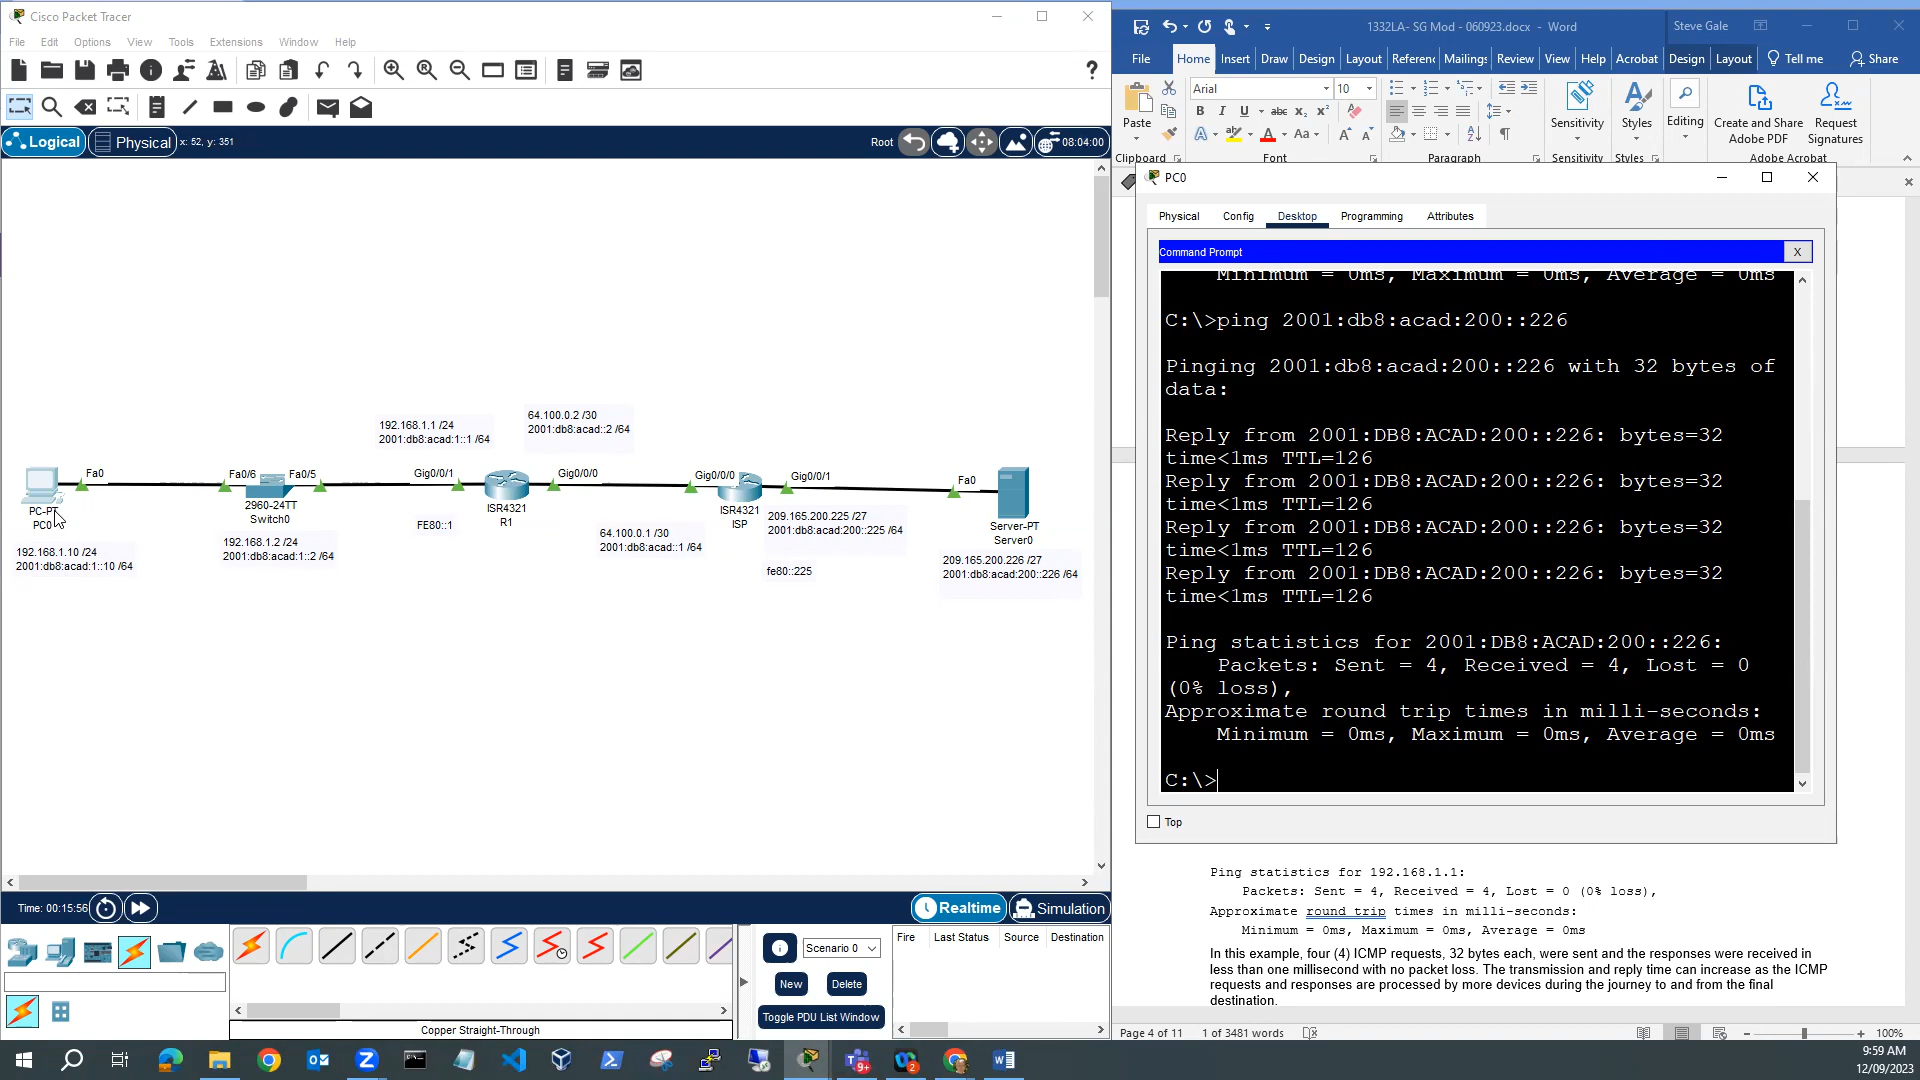 Cisco Packet Tracer
File Edit Options View Tools Extensions Window Help
Logical Physical x: 52, y: 351 Root 08:04:00
192.168.1.1 /24
2001:db8:acad:1::1 /64
64.100.0.2 /30
2001:db8:acad::2 /64
Fa0 Fa0/6 Fa0/5 Gig0/0/1 Gig0/0/0 Gig0/0/0 Gig0/0/1 Fa0
PC-PT
PC0
192.168.1.10 /24
2001:db8:acad:1::10 /64
2960-24TT
Switch0
192.168.1.2 /24
2001:db8:acad:1::2 /64
FE80::1
ISR4321
R1
64.100.0.1 /30
2001:db8:acad::1 /64
ISR4321
ISP
209.165.200.225 /27
2001:db8:acad:200::225 /64
fe80::225
Server-PT
Server0
209.165.200.226 /27
2001:db8:acad:200::226 /64
Time: 00:15:56
Realtime Simulation
Scenario 0
New Delete
Toggle PDU List Window
Fire Last Status Source Destination
Copper Straight-Through
1332LA- SG Mod - 060923.docx - Word Steve Gale
File Home Insert Draw Design Layout Referenc Mailings Review View Help Acrobat Design Layout Tell me Share
Arial 10
Paste
B I U abc x₂ x²
A A Aa A A
Sensitivity Styles Editing
Create and Share
Adobe PDF
Request
Signatures
Clipboard Font Paragraph Sensitivity Styles Adobe Acrobat
PC0
Physical Config Desktop Programming Attributes
Command Prompt X
Minimum = 0ms, Maximum = 0ms, Average = 0ms
C:\>ping 2001:db8:acad:200::226
Pinging 2001:db8:acad:200::226 with 32 bytes of
data:
Reply from 2001:DB8:ACAD:200::226: bytes=32
time<1ms TTL=126
Reply from 2001:DB8:ACAD:200::226: bytes=32
time<1ms TTL=126
Reply from 2001:DB8:ACAD:200::226: bytes=32
time<1ms TTL=126
Reply from 2001:DB8:ACAD:200::226: bytes=32
time<1ms TTL=126
Ping statistics for 2001:DB8:ACAD:200::226:
Packets: Sent = 4, Received = 4, Lost = 0
(0% loss),
Approximate round trip times in milli-seconds:
Minimum = 0ms, Maximum = 0ms, Average = 0ms
C:\>
Top
Ping statistics for 192.168.1.1:
Packets: Sent = 4, Received = 4, Lost = 0 (0% loss),
Approximate round trip times in milli-seconds:
Minimum = 0ms, Maximum = 0ms, Average = 0ms
In this example, four (4) ICMP requests, 32 bytes each, were sent and the responses were received in
less than one millisecond with no packet loss. The transmission and reply time can increase as the ICMP
requests and responses are processed by more devices during the journey to and from the final
destination.
Page 4 of 11 1 of 3481 words 100%
9+ 2
9:59 AM
12/09/2023